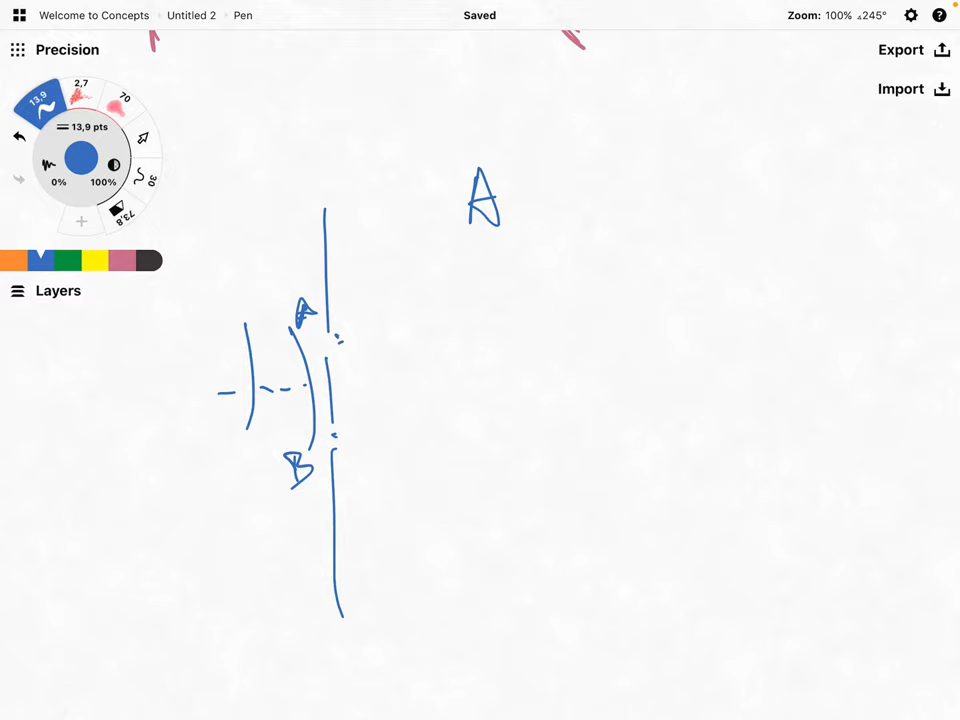 Welcome to Concepts Untitled 2 Pen
Saved
Zoom: 100% ⊿245°
Precision
Export
Import
13,9
2,7
70
13,9 pts
0% 100%
30
73,8
Layers
A
A
B